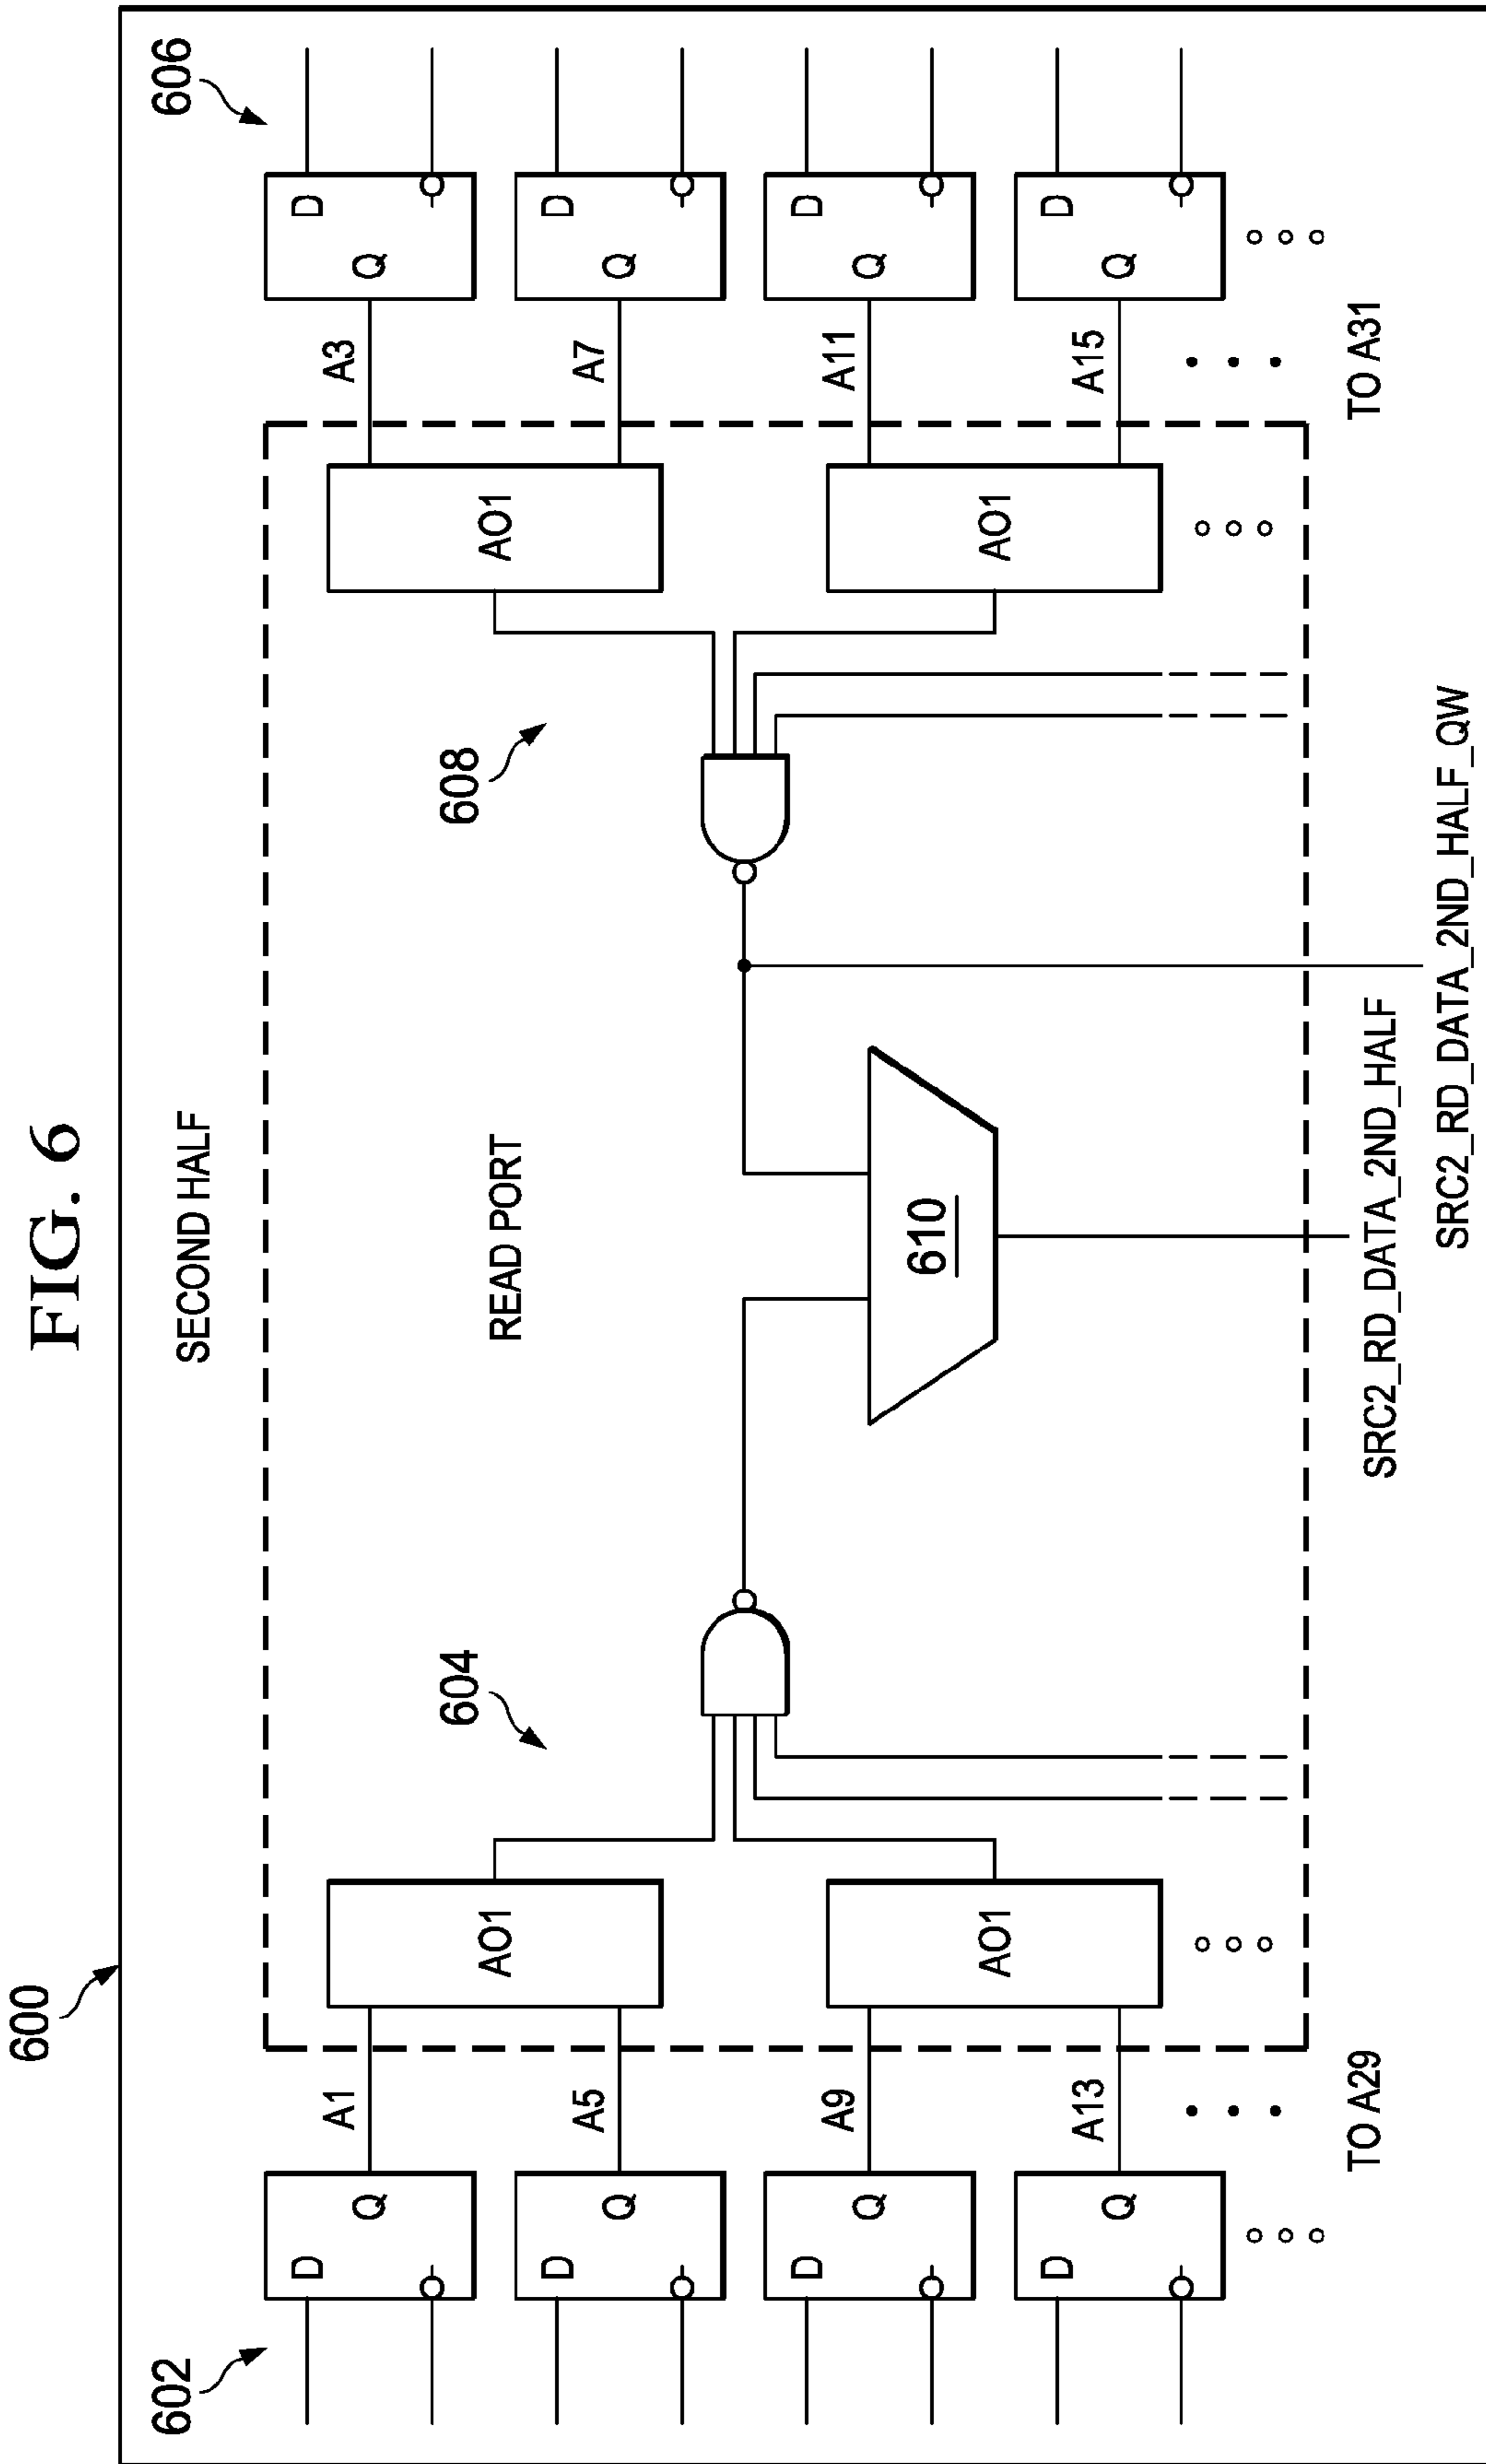 FIG. 6
600
SECOND HALF
602
606
D
Q
A1
D
Q
A5
D
Q
A9
D
Q
A13
TO A29
AO1
AO1
604
READ PORT
610
608
AO1
AO1
D
Q
A3
D
Q
A7
D
Q
A11
D
Q
A15
TO A31
SRC2_RD_DATA_2ND_HALF
SRC2_RD_DATA_2ND_HALF_QW